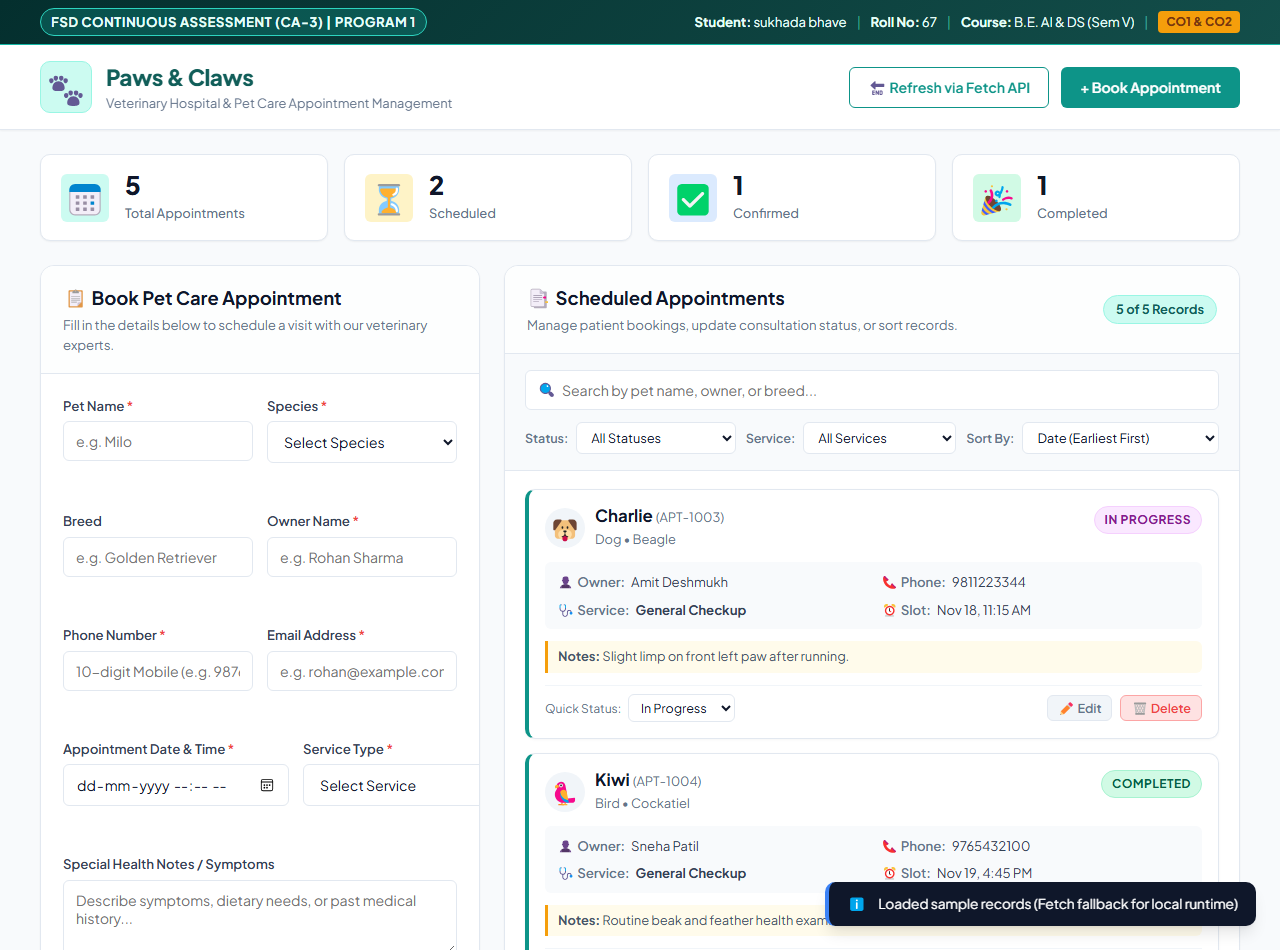 FSD CONTINUOUS ASSESSMENT (CA-3) | PROGRAM 1
Student: sukhada bhave | Roll No: 67 | Course: B.E. AI & DS (Sem V) | CO1 & CO2
Paws & Claws
Veterinary Hospital & Pet Care Appointment Management
END Refresh via Fetch API
+ Book Appointment
5
Total Appointments
2
Scheduled
1
Confirmed
1
Completed
Book Pet Care Appointment
Fill in the details below to schedule a visit with our veterinary
experts.
Pet Name * Species *
e.g. Milo Select Species
Breed Owner Name *
e.g. Golden Retriever e.g. Rohan Sharma
Phone Number * Email Address *
10-digit Mobile (e.g. 987 e.g. rohan@example.cor
Appointment Date & Time * Service Type *
dd-mm-yyyy --:-- -- Select Service
Special Health Notes / Symptoms
Describe symptoms, dietary needs, or past medical
history...
Scheduled Appointments
Manage patient bookings, update consultation status, or sort records.
5 of 5 Records
Search by pet name, owner, or breed...
Status: All Statuses Service: All Services Sort By: Date (Earliest First)
Charlie (APT-1003)
Dog • Beagle
IN PROGRESS
Owner: Amit Deshmukh Phone: 9811223344
Service: General Checkup Slot: Nov 18, 11:15 AM
Notes: Slight limp on front left paw after running.
Quick Status: In Progress Edit Delete
Kiwi (APT-1004)
Bird • Cockatiel
COMPLETED
Owner: Sneha Patil Phone: 9765432100
Service: General Checkup Slot: Nov 19, 4:45 PM
Notes: Routine beak and feather health exam
Loaded sample records (Fetch fallback for local runtime)